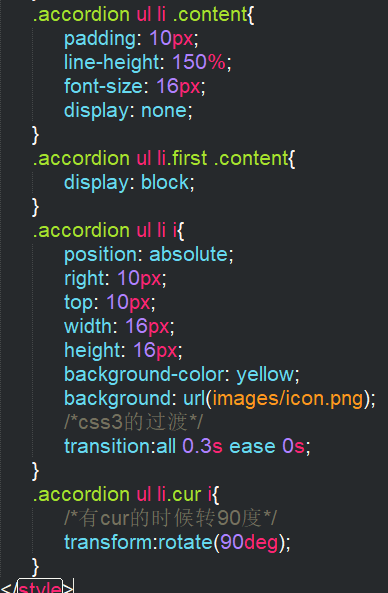 .accordion ul li .content{
padding: 10px;
line-height: 150%;
font-size: 16px;
display: none;
}
.accordion ul li.first .content{
display: block;
}
.accordion ul li i{
position: absolute;
right: 10px;
top: 10px;
width: 16px;
height: 16px;
background-color: yellow;
background: url(images/icon.png);
/*css3的过渡*/
transition:all 0.3s ease 0s;
}
.accordion ul li.cur i{
/*有cur的时候转90度*/
transform:rotate(90deg);
}
</style>